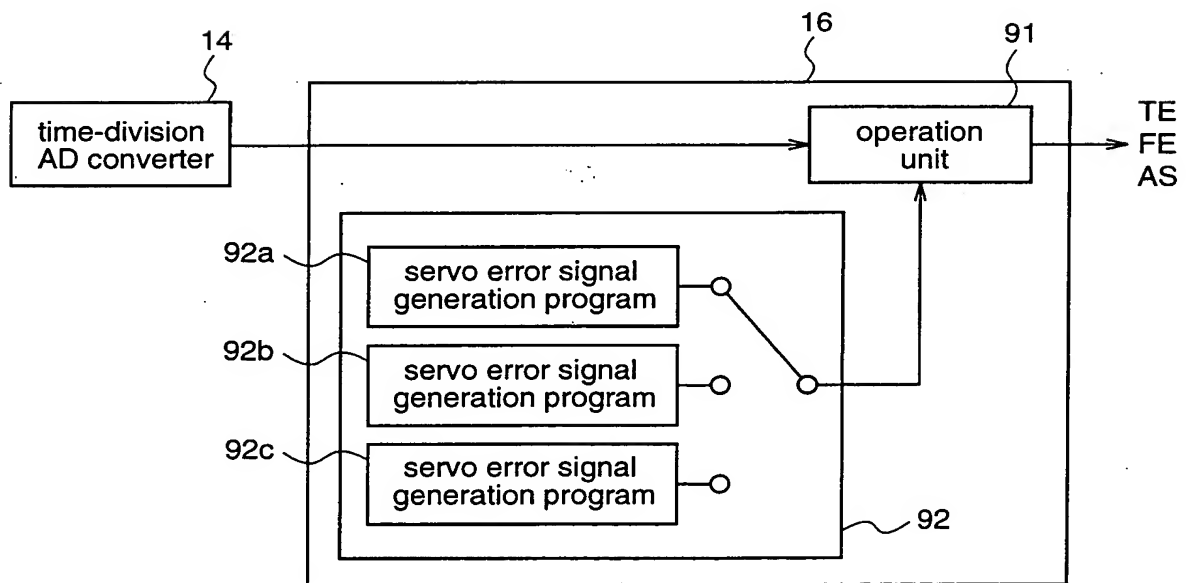 14
16
91
time-division
AD converter
operation
unit
TE
FE
AS
92a
servo error signal
generation program
92b
servo error signal
generation program
92c
servo error signal
generation program
92